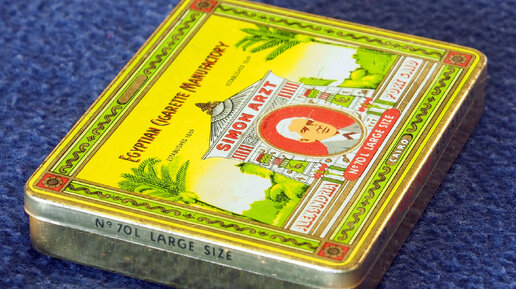 EGYPTIAN CIGARETTE MANUFACTORY
ESTABLISHED 1869
ESTABLISHED 1869
SIMON ARZT
ALEXANDRIA
Nº 70L LARGE SIZE
PORT SAID
CAIRO
Nº 70L LARGE SIZE